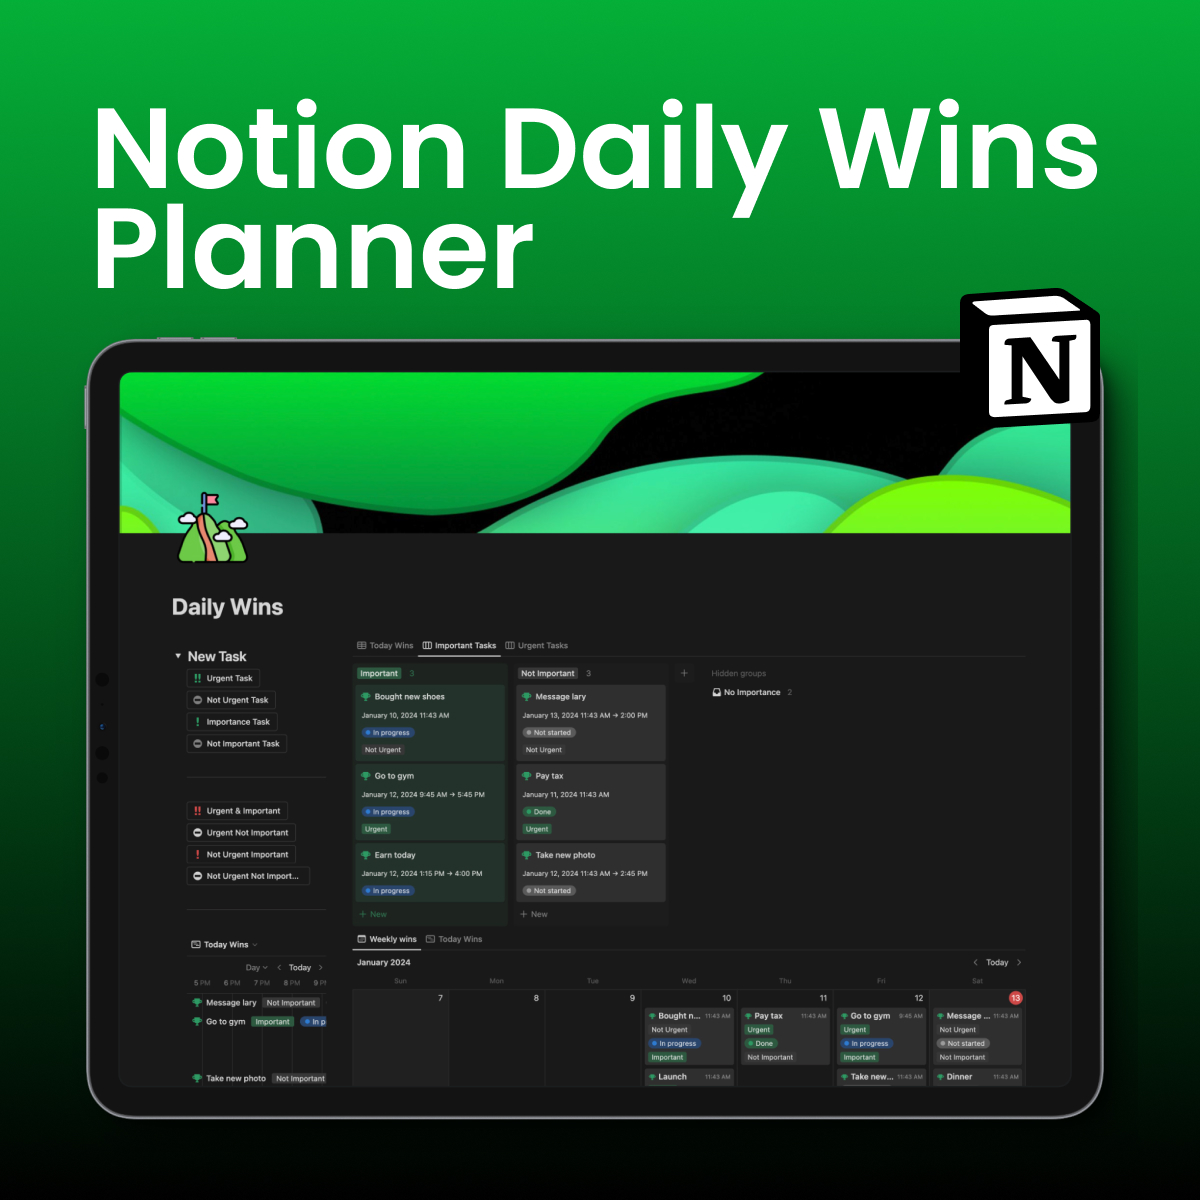 Notion Daily Wins
Planner
N
Daily Wins
New Task
Urgent Task
Not Urgent Task
Importance Task
Not Important Task
Urgent & Important
Urgent Not Important
Not Urgent Important
Not Urgent Not Import...
Today Wins
Day
Today
5 PM 6 PM 7 PM 8 PM 9 PM
Message lary Not Important
Go to gym Important In p
Take new photo Not Important
Today Wins Important Tasks Urgent Tasks
Important 3
Bought new shoes
January 10, 2024 11:43 AM
In progress
Not Urgent
Go to gym
January 12, 2024 9:45 AM → 5:45 PM
In progress
Urgent
Earn today
January 12, 2024 1:15 PM → 4:00 PM
In progress
+ New
Not Important 3
Message lary
January 13, 2024 11:43 AM → 2:00 PM
Not started
Not Urgent
Pay tax
January 11, 2024 11:43 AM
Done
Urgent
Take new photo
January 12, 2024 11:43 AM → 2:45 PM
Not started
+ New
+
Hidden groups
No Importance 2
Weekly wins Today Wins
January 2024
Today
Sun Mon Tue Wed Thu Fri Sat
7 8 9 10 11 12 13
Bought n... 11:43 AM
Not Urgent
In progress
Important
Launch 11:43 AM
Pay tax 11:43 AM
Urgent
Done
Not Important
Go to gym 9:45 AM
Urgent
In progress
Important
Take new... 11:43 AM
Message ... 11:43 AM
Not Urgent
Not started
Not Important
Dinner 11:43 AM